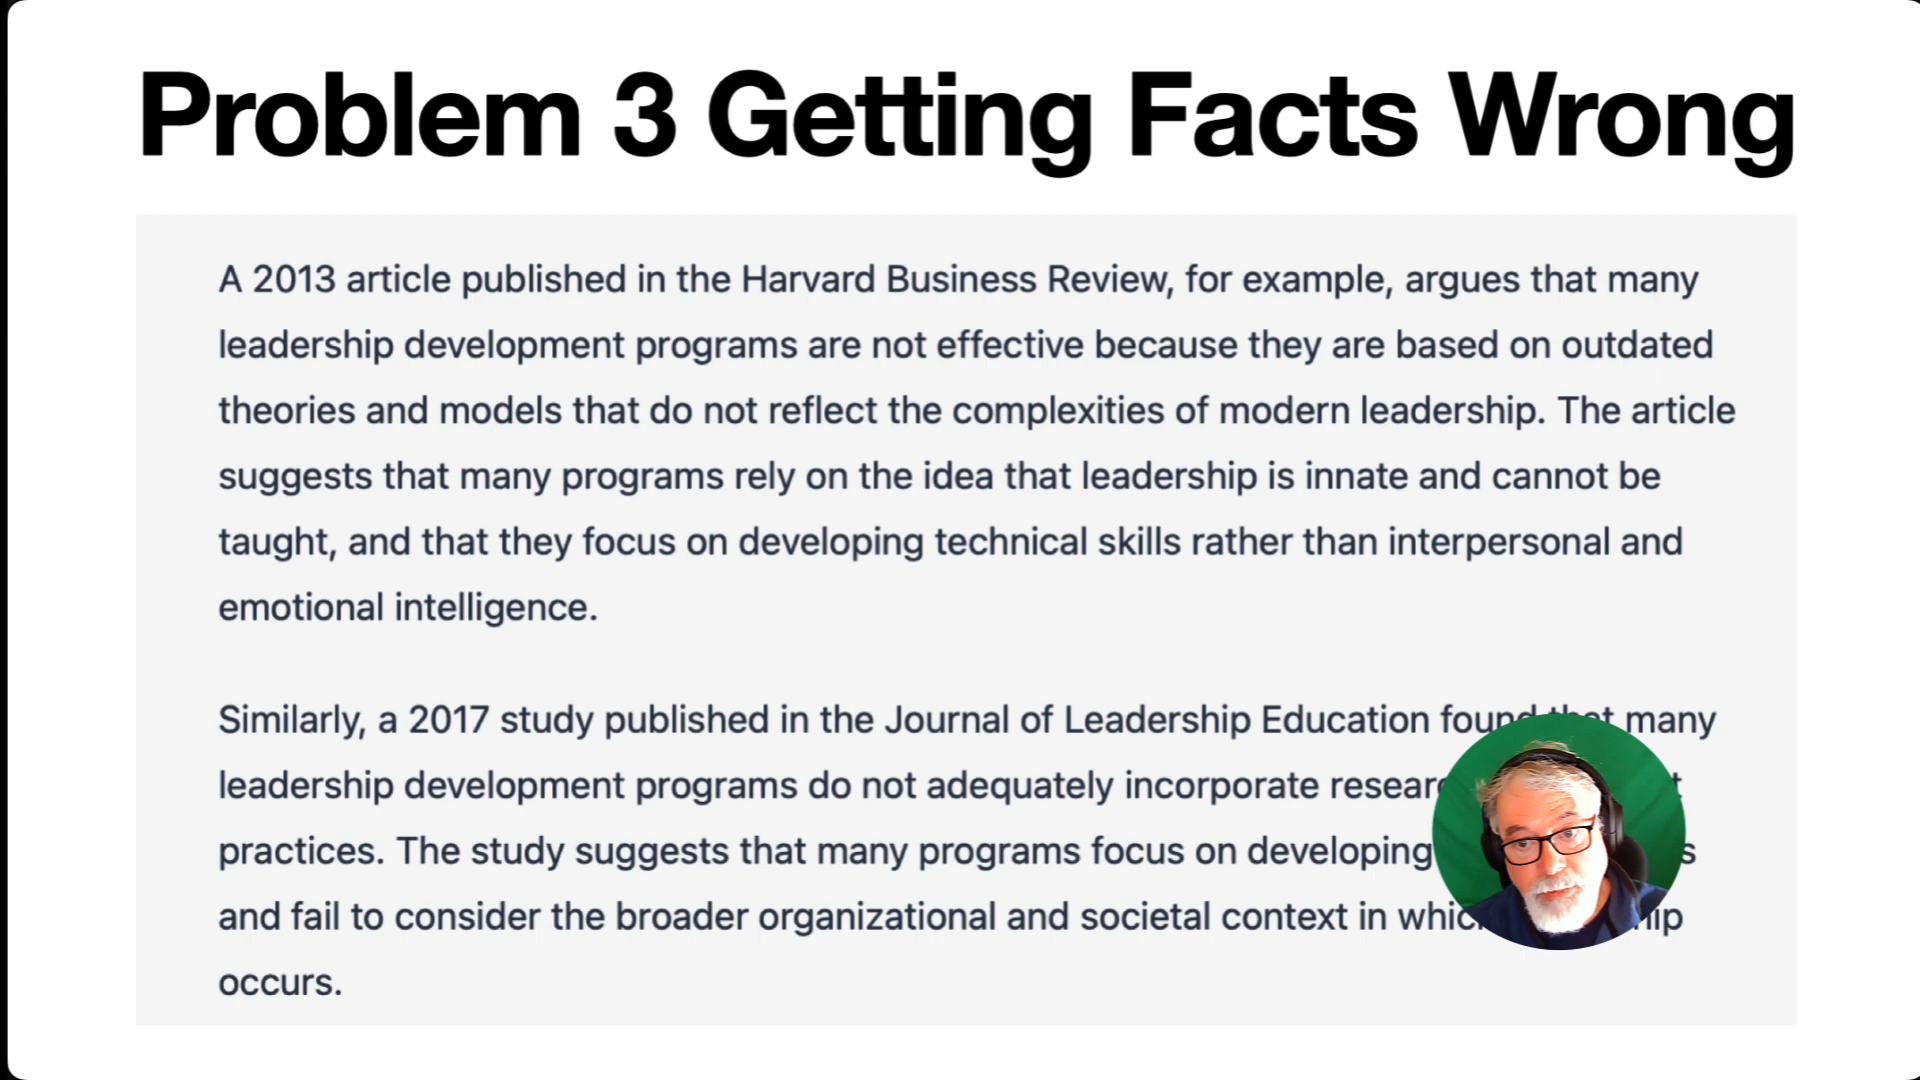 Problem 3 Getting Facts Wrong
A 2013 article published in the Harvard Business Review, for example, argues that many
leadership development programs are not effective because they are based on outdated
theories and models that do not reflect the complexities of modern leadership. The article
suggests that many programs rely on the idea that leadership is innate and cannot be
taught, and that they focus on developing technical skills rather than interpersonal and
emotional intelligence.
Similarly, a 2017 study published in the Journal of Leadership Education found that many
leadership development programs do not adequately incorporate
practices. The study suggests that many programs focus on developing
and fail to consider the broader organizational and societal context in
occurs.